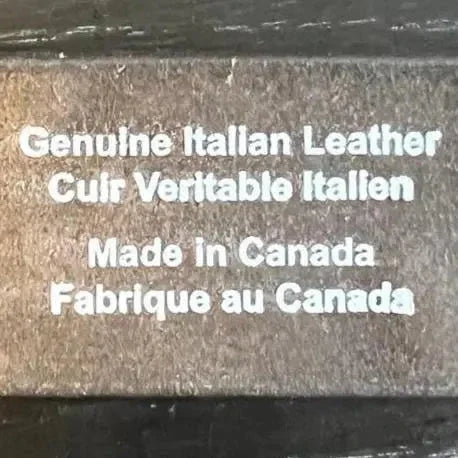 Genuine Italian Leather
Cuir Veritable Italien
Made in Canada
Fabrique au Canada